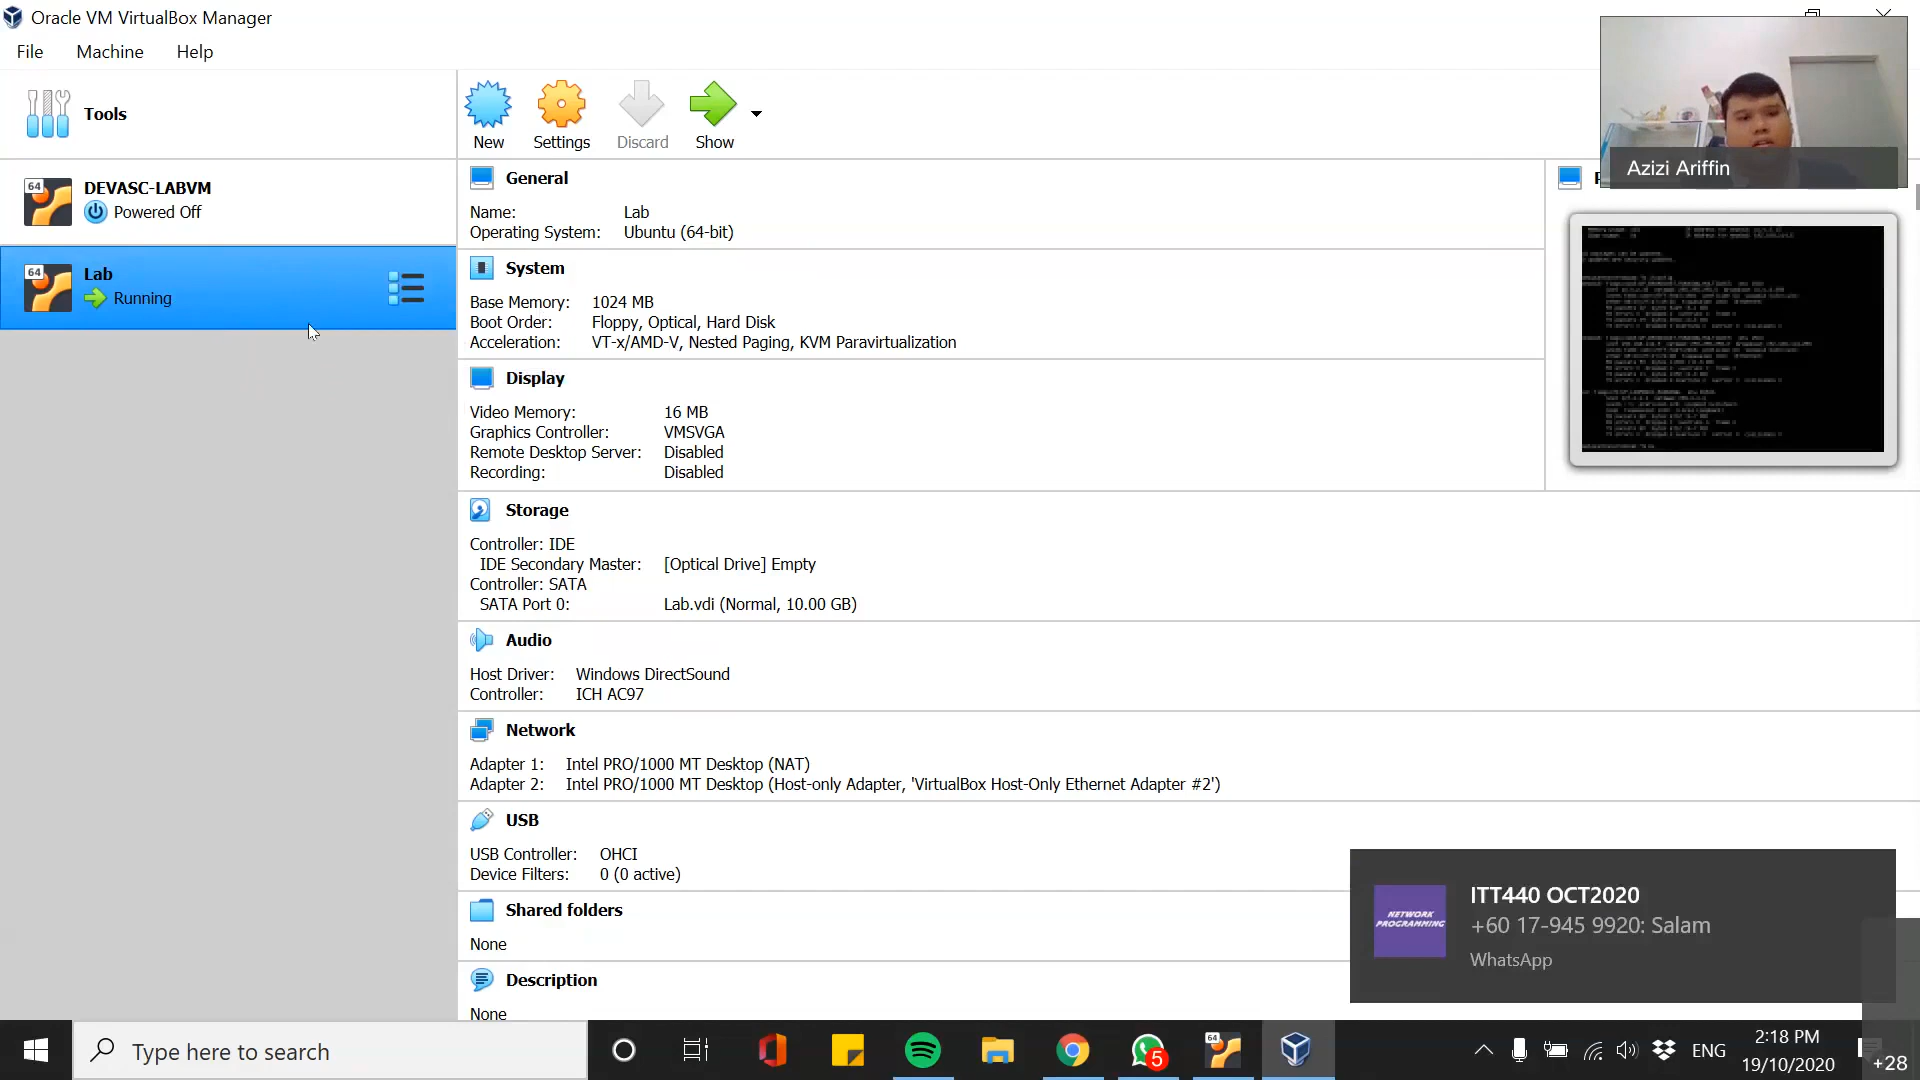 Oracle VM VirtualBox Manager
File Machine Help
Tools
New Settings Discard Show
64 DEVASC-LABVM
Powered Off
64 Lab
Running
General
Name: Lab
Operating System: Ubuntu (64-bit)
System
Base Memory: 1024 MB
Boot Order: Floppy, Optical, Hard Disk
Acceleration: VT-x/AMD-V, Nested Paging, KVM Paravirtualization
Display
Video Memory: 16 MB
Graphics Controller: VMSVGA
Remote Desktop Server: Disabled
Recording: Disabled
Storage
Controller: IDE
IDE Secondary Master: [Optical Drive] Empty
Controller: SATA
SATA Port 0: Lab.vdi (Normal, 10.00 GB)
Audio
Host Driver: Windows DirectSound
Controller: ICH AC97
Network
Adapter 1: Intel PRO/1000 MT Desktop (NAT)
Adapter 2: Intel PRO/1000 MT Desktop (Host-only Adapter, 'VirtualBox Host-Only Ethernet Adapter #2')
USB
USB Controller: OHCI
Device Filters: 0 (0 active)
Shared folders
None
Description
None
Azizi Ariffin
NETWORK
PROGRAMMING
ITT440 OCT2020
+60 17-945 9920: Salam
WhatsApp
Type here to search
5
64
ENG
2:18 PM
19/10/2020
+28